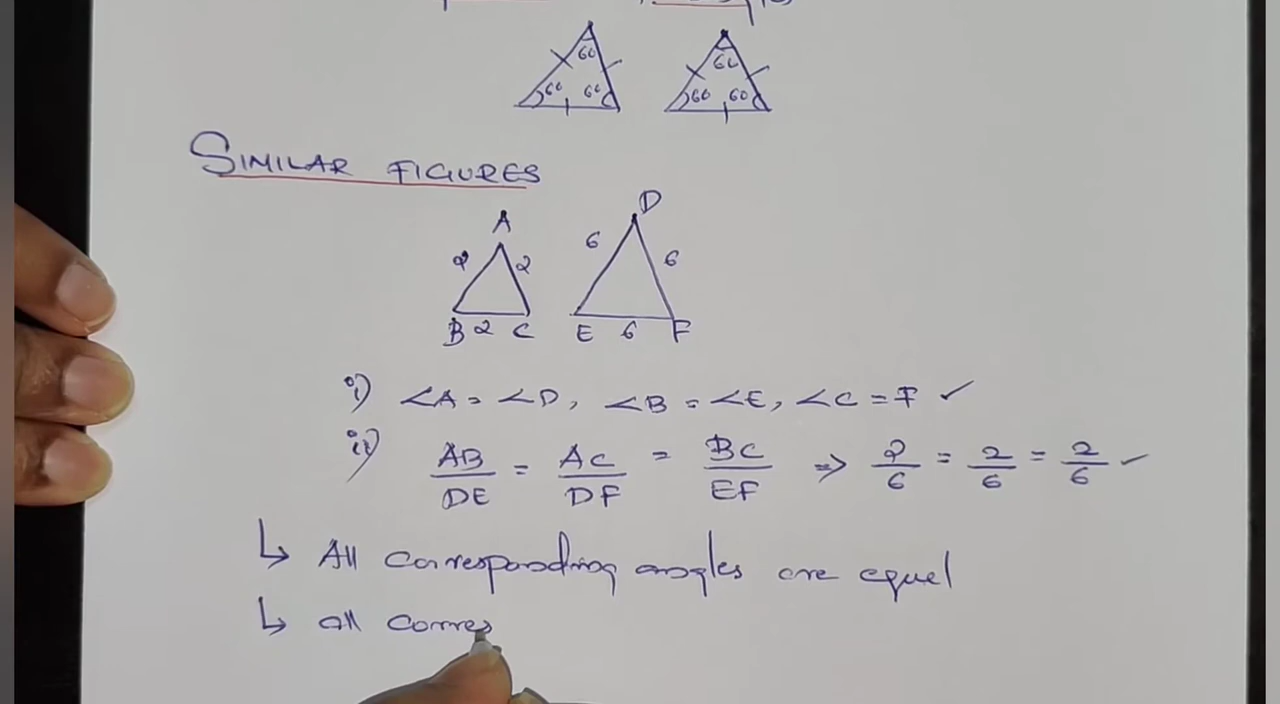 60 60
60 60 60 60
SIMILAR FIGURES
A D
2 2 6 6
B 2 C E 6 F
i) ∠A = ∠D, ∠B = ∠E, ∠C = F ✓
ii) AB/DE = AC/DF = BC/EF ⇒ 2/6 = 2/6 = 2/6 ✓
↳ All corresponding angles are equal
↳ all corres